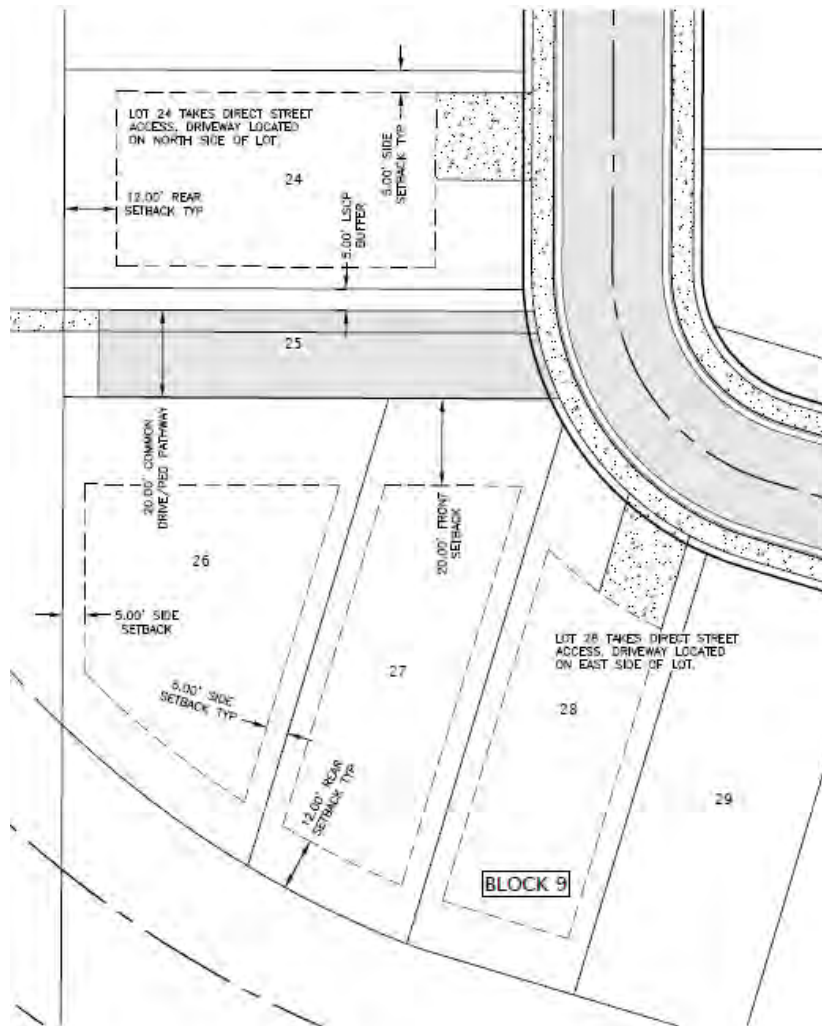 LOT 24 TAKES DIRECT STREET
ACCESS. DRIVEWAY LOCATED
ON NORTH SIDE OF LOT.
24
5.00' SIDE
SETBACK TYP
12.00' REAR
SETBACK TYP
5.00' LSCP
BUFFER
25
20.00' COMMON
DRIVE/PED PATHWAY
20.00' FRONT
SETBACK
26
5.00' SIDE
SETBACK
5.00' SIDE
SETBACK TYP
27
LOT 28 TAKES DIRECT STREET
ACCESS. DRIVEWAY LOCATED
ON EAST SIDE OF LOT.
28
12.00' REAR
SETBACK TYP
29
BLOCK 9